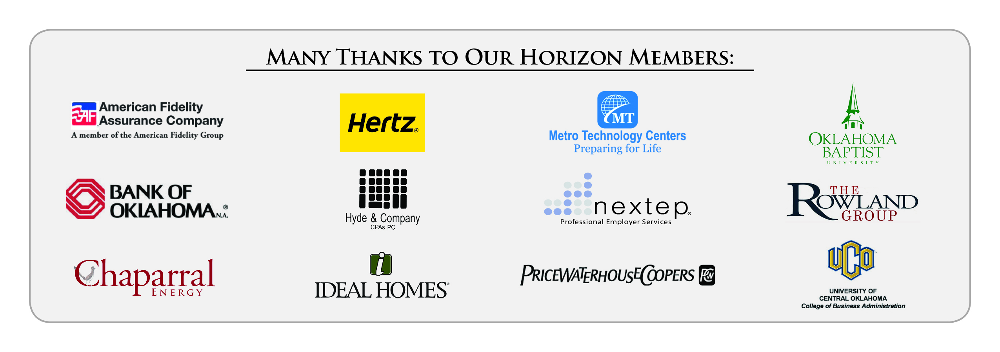 Many Thanks to Our Horizon Members:
AF
American Fidelity
Assurance Company
A member of the American Fidelity Group
Hertz®
MT
Metro Technology Centers
Preparing for Life
OKLAHOMA
BAPTIST
UNIVERSITY
BANK OF
OKLAHOMA N.A.®
Hyde & Company
CPAs PC
nextep®
Professional Employer Services
THE
ROWLAND
GROUP
Chaparral
ENERGY
i
IDEAL HOMES®
PRICEWATERHOUSECOOPERS PWC
UCO™
UNIVERSITY OF
CENTRAL OKLAHOMA
College of Business Administration